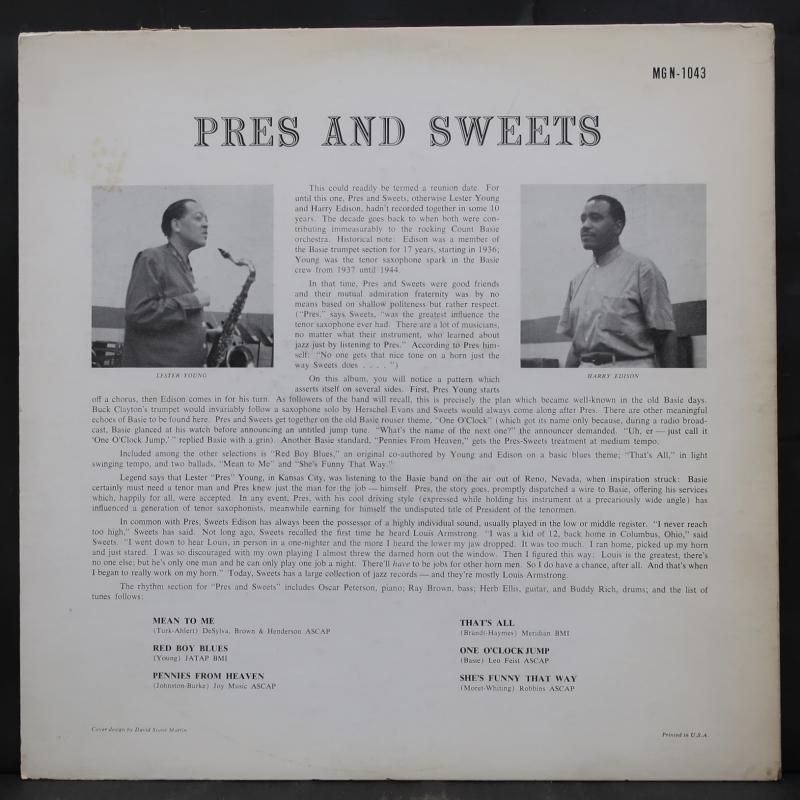 MGN-1043
PRES AND SWEETS
This could readily be termed a reunion date. For
until this one, Pres and Sweets, otherwise Lester Young
and Harry Edison, hadn't recorded together in some 10
years. The decade goes back to when both were con-
tributing immeasurably to the rocking Count Basie
orchestra. Historical note: Edison was a member of
the Basie trumpet section for 17 years, starting in 1936;
Young was the tenor saxophone spark in the Basie
crew from 1937 until 1944.
In that time, Pres and Sweets were good friends
and their mutual admiration fraternity was by no
means based on shallow politeness but rather respect.
("Pres," says Sweets, "was the greatest influence the
tenor saxophone ever had. There are a lot of musicians,
no matter what their instrument, who learned about
jazz just by listening to Pres." According to Pres him-
self: "No one gets that nice tone on a horn just the
way Sweets does . . . . ")
LESTER YOUNG
HARRY EDISON
On this album, you will notice a pattern which
asserts itself on several sides. First, Pres Young starts
off a chorus, then Edison comes in for his turn. As followers of the band will recall, this is precisely the plan which became well-known in the old Basie days.
Buck Clayton's trumpet would invariably follow a saxophone solo by Herschel Evans and Sweets would always come along after Pres. There are other meaningful
echoes of Basie to be found here. Pres and Sweets get together on the old Basie rouser theme, "One O'Clock" (which got its name only because, during a radio broad-
cast, Basie glanced at his watch before announcing an untitled jump tune. "What's the name of the next one?" the announcer demanded. "Uh, er — just call it
'One O'Clock Jump,' " replied Basie with a grin). Another Basie standard, "Pennies From Heaven," gets the Pres-Sweets treatment at medium tempo.
Included among the other selections is "Red Boy Blues," an original co-authored by Young and Edison on a basic blues theme; "That's All," in light
swinging tempo, and two ballads, "Mean to Me" and "She's Funny That Way."
Legend says that Lester "Pres" Young, in Kansas City, was listening to the Basie band on the air out of Reno, Nevada, when inspiration struck: Basie
certainly must need a tenor man and Pres knew just the man for the job — himself. Pres, the story goes, promptly dispatched a wire to Basie, offering his services
which, happily for all, were accepted. In any event, Pres, with his cool driving style (expressed while holding his instrument at a precariously wide angle) has
influenced a generation of tenor saxophonists, meanwhile earning for himself the undisputed title of President of the tenormen.
In common with Pres, Sweets Edison has always been the possessor of a highly individual sound, usually played in the low or middle register. "I never reach
too high," Sweets has said. Not long ago, Sweets recalled the first time he heard Louis Armstrong. "I was a kid of 12, back home in Columbus, Ohio," said
Sweets. "I went down to hear Louis, in person in a one-nighter and the more I heard the lower my jaw dropped. It was too much. I ran home, picked up my horn
and just stared. I was so discouraged with my own playing I almost threw the darned horn out the window. Then I figured this way: Louis is the greatest, there's
no one else; but he's only one man and he can only play one job a night. There'll have to be jobs for other horn men. So I do have a chance, after all. And that's when
I began to really work on my horn." Today, Sweets has a large collection of jazz records — and they're mostly Louis Armstrong.
The rhythm section for "Pres and Sweets" includes Oscar Peterson, piano; Ray Brown, bass; Herb Ellis, guitar, and Buddy Rich, drums; and the list of
tunes follows:
MEAN TO ME
(Turk-Ahlert) DeSylva, Brown & Henderson ASCAP
RED BOY BLUES
(Young) JATAP BMI
PENNIES FROM HEAVEN
(Johnston-Burke) Joy Music ASCAP
THAT'S ALL
(Brandt-Haymes) Meridian BMI
ONE O'CLOCK JUMP
(Basie) Leo Feist ASCAP
SHE'S FUNNY THAT WAY
(Moret-Whiting) Robbins ASCAP
Cover design by David Stone Martin
Printed in U.S.A.